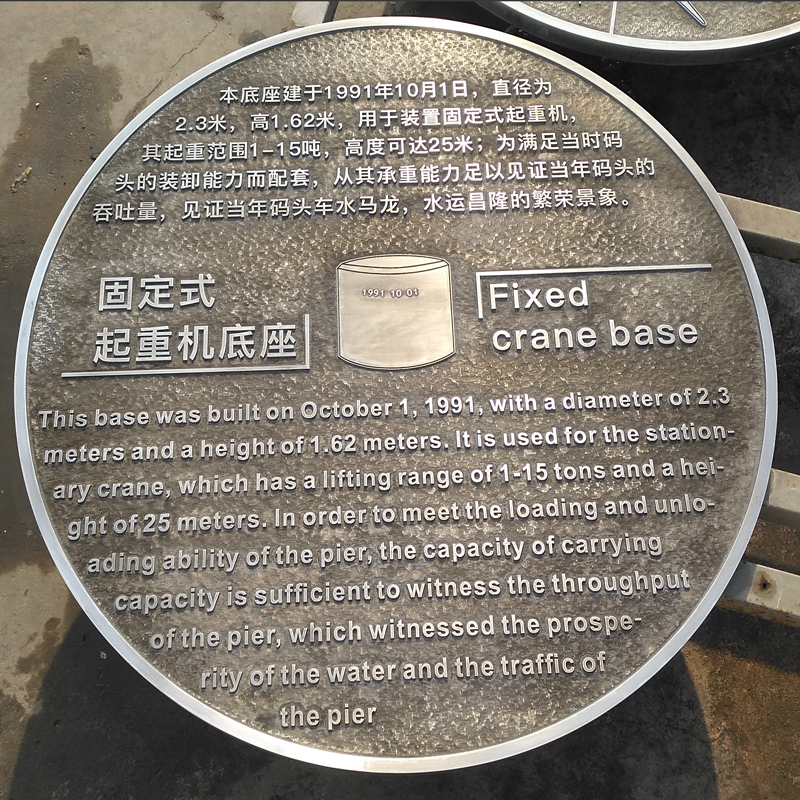 本底座建于1991年10月1日，直径为
2.3米，高1.62米，用于装置固定式起重机，
其起重范围1-15吨，高度可达25米；为满足当时码
头的装卸能力而配套，从其承重能力足以见证当年码头的
吞吐量，见证当年码头车水马龙，水运昌隆的繁荣景象。
固定式
起重机底座
1991 10 01
Fixed
crane base
This base was built on October 1, 1991, with a diameter of 2.3
meters and a height of 1.62 meters. It is used for the station-
ary crane, which has a lifting range of 1-15 tons and a hei-
ght of 25 meters. In order to meet the loading and unlo-
ading ability of the pier, the capacity of carrying
capacity is sufficient to witness the throughput
of the pier, which witnessed the prospe-
rity of the water and the traffic of
the pier